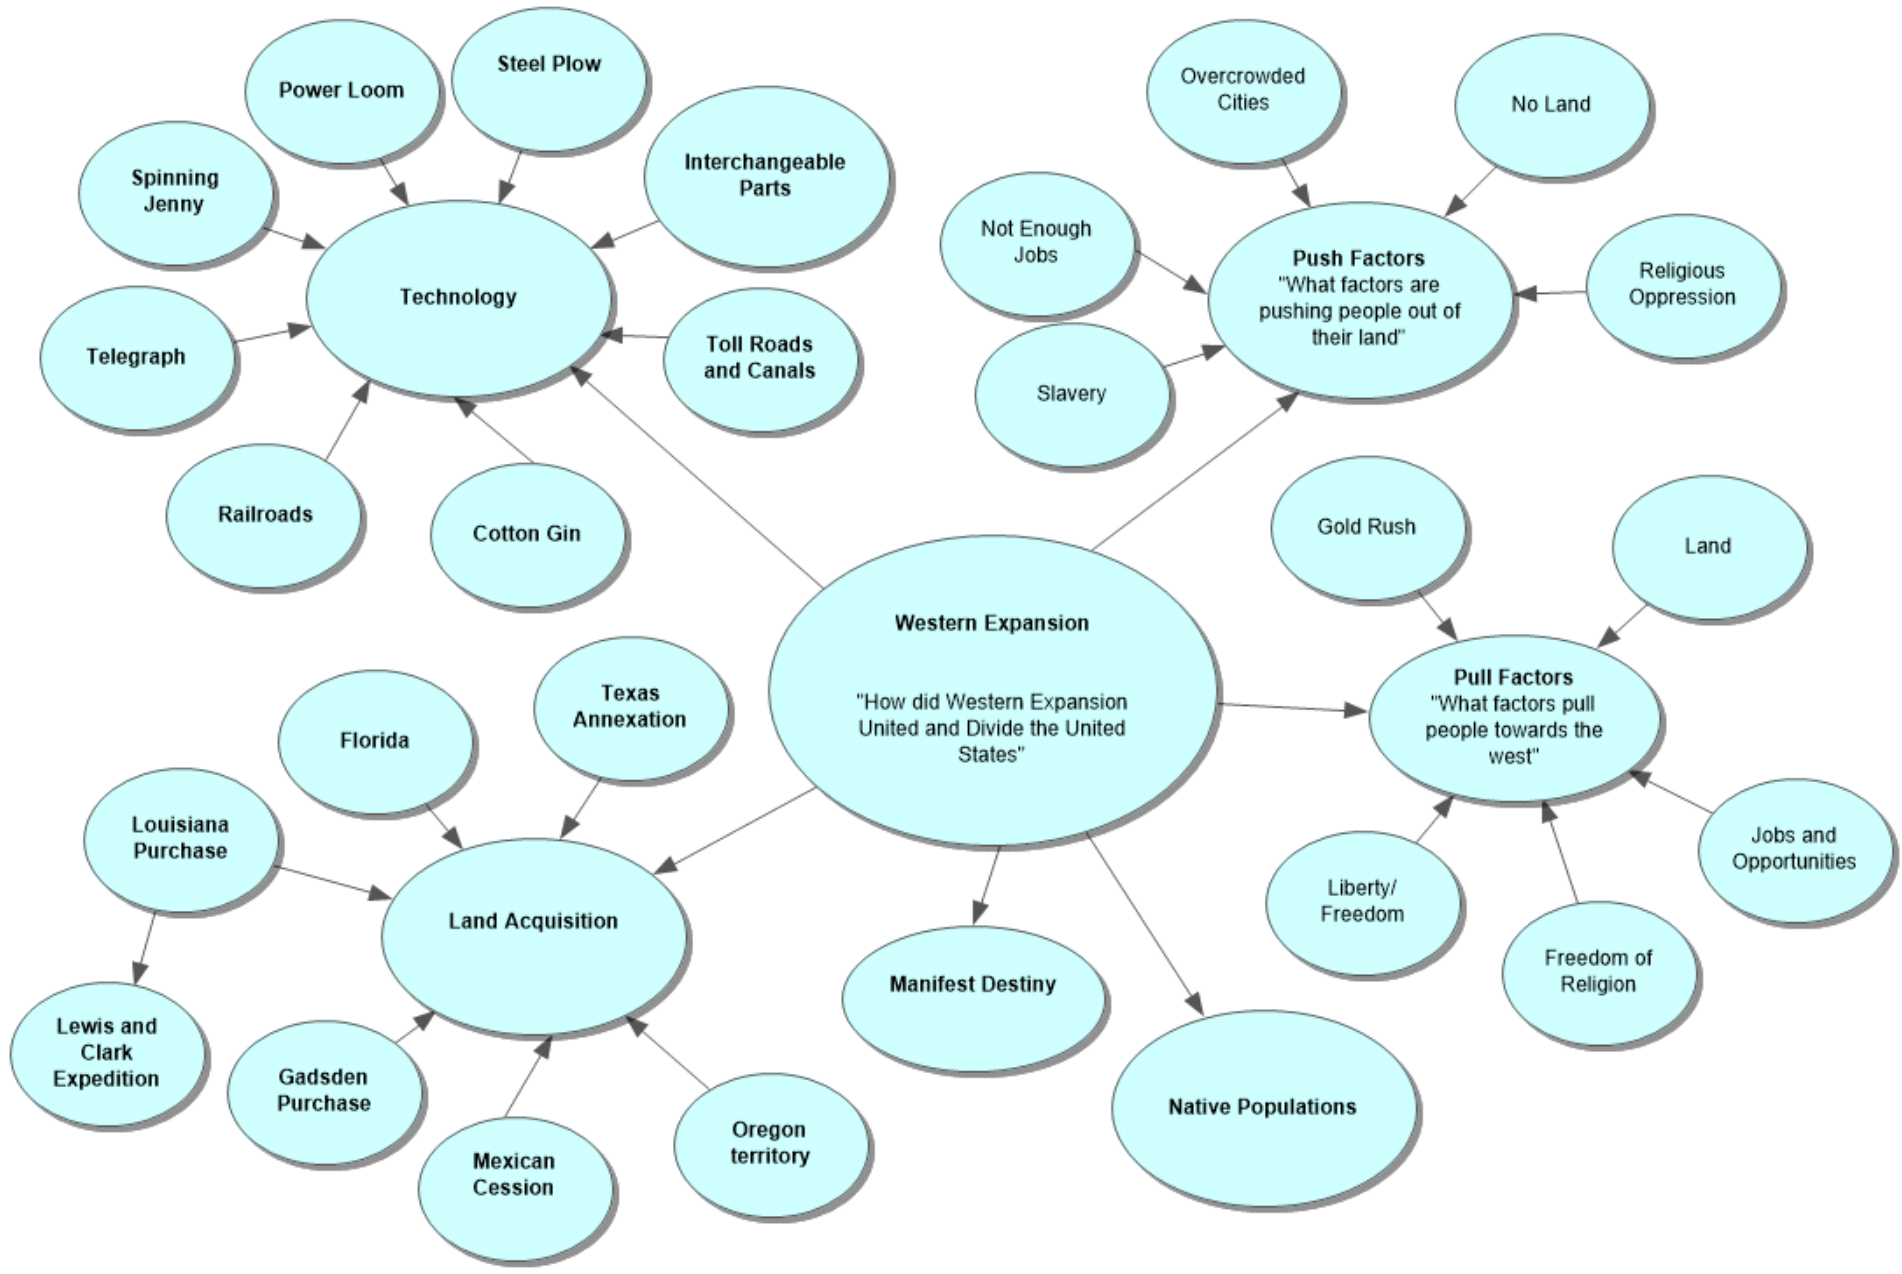 Power Loom
Steel Plow
Spinning
Jenny
Interchangeable
Parts
Technology
Telegraph
Toll Roads
and Canals
Railroads
Cotton Gin
Overcrowded
Cities
No Land
Not Enough
Jobs
Push Factors
"What factors are
pushing people out of
their land"
Religious
Oppression
Slavery
Western Expansion
"How did Western Expansion
United and Divide the United
States"
Gold Rush
Land
Pull Factors
"What factors pull
people towards the
west"
Liberty/
Freedom
Freedom of
Religion
Jobs and
Opportunities
Texas
Annexation
Florida
Louisiana
Purchase
Land Acquisition
Lewis and
Clark
Expedition
Gadsden
Purchase
Mexican
Cession
Oregon
territory
Manifest Destiny
Native Populations